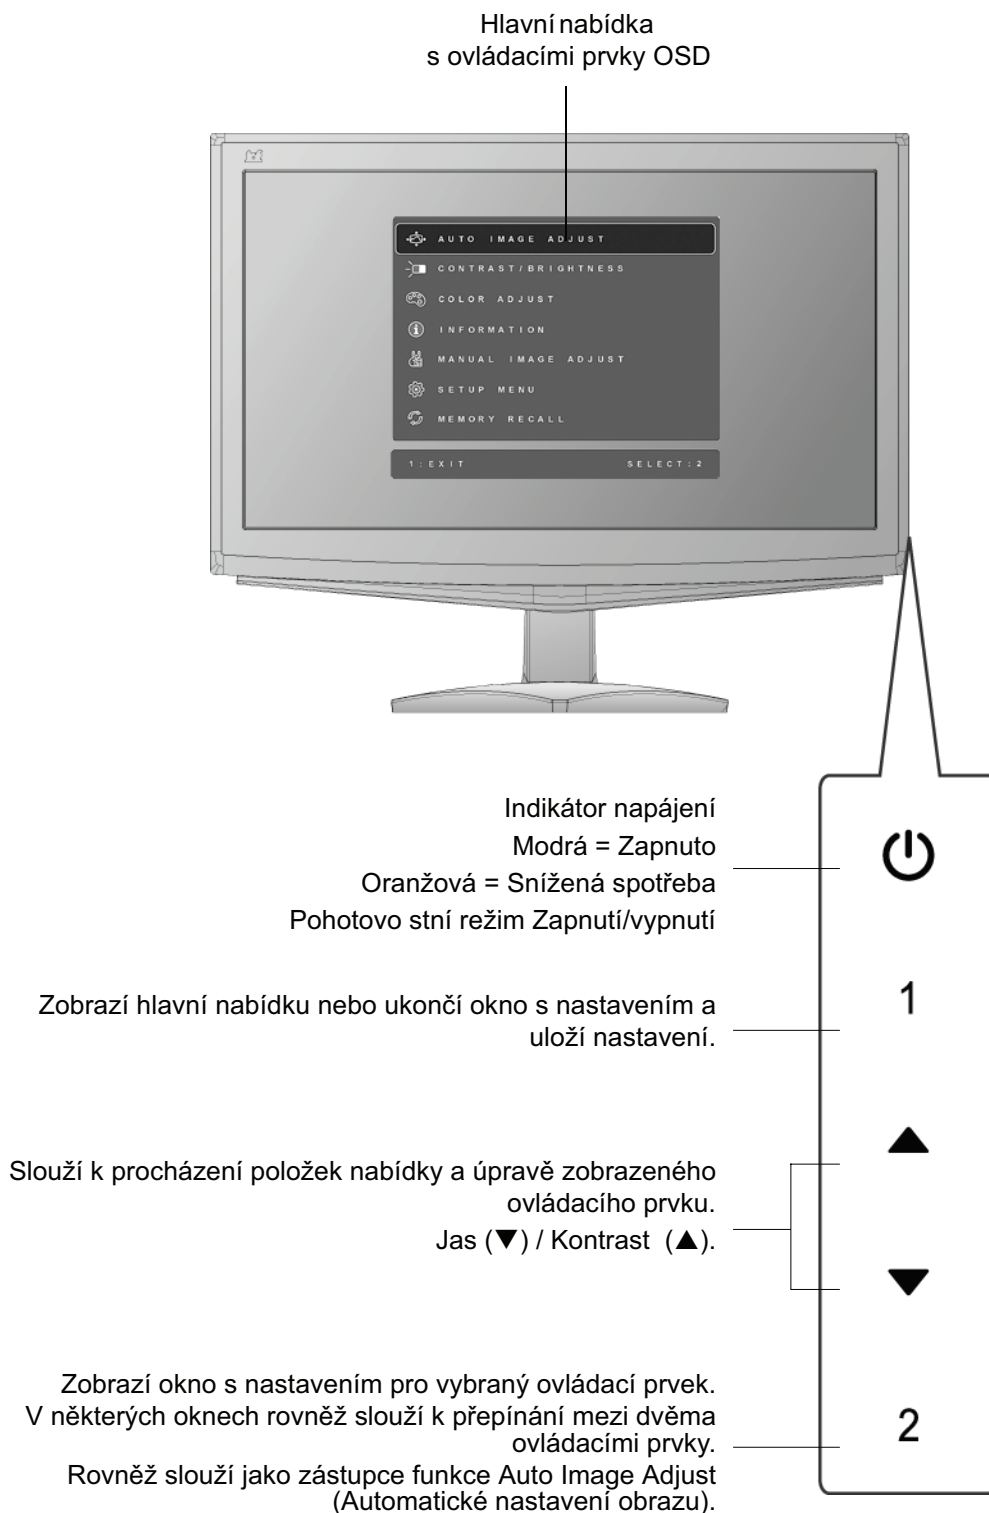 Hlavní nabídka
s ovládacími prvky OSD
AUTO IMAGE ADJUST
CONTRAST/BRIGHTNESS
COLOR ADJUST
INFORMATION
MANUAL IMAGE ADJUST
SETUP MENU
MEMORY RECALL
1:EXIT SELECT:2
Indikátor napájení
Modrá = Zapnuto
Oranžová = Snížená spotřeba
Pohotovo stní režim Zapnutí/vypnutí
Zobrazí hlavní nabídku nebo ukončí okno s nastavením a
uloží nastavení.
1
Slouží k procházení položek nabídky a úpravě zobrazeného
ovládacího prvku.
Jas (▼) / Kontrast (▲).
▲
▼
Zobrazí okno s nastavením pro vybraný ovládací prvek.
V některých oknech rovněž slouží k přepínání mezi dvěma
ovládacími prvky.
Rovněž slouží jako zástupce funkce Auto Image Adjust
(Automatické nastavení obrazu).
2